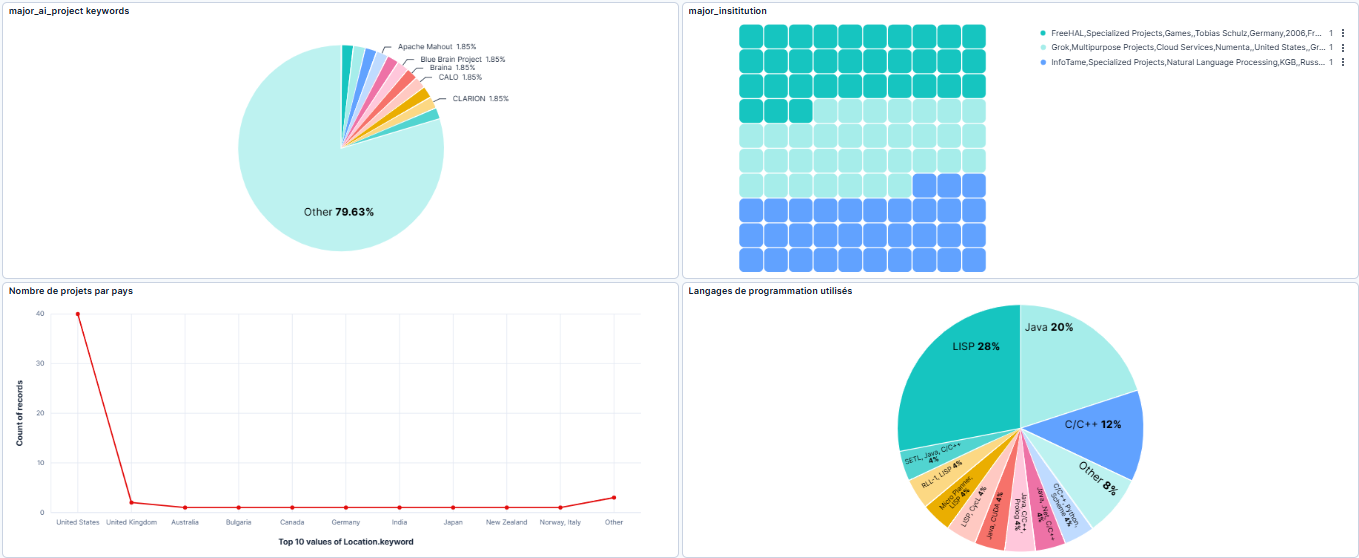 major_ai_project keywords
Apache Mahout 1.85%
Blue Brain Project 1.85%
Braina 1.85%
CALO 1.85%
CLARION 1.85%
Other 79.63%
major_insititution
FreeHAL,Specialized Projects,Games,,Tobias Schulz,Germany,2006,Fr... 1
Grok,Multipurpose Projects,Cloud Services,Numenta,,United States,,Gr... 1
InfoTame,Specialized Projects,Natural Language Processing,KGB,,Russ... 1
Nombre de projets par pays
40
30
20
10
0
Count of records
United States
United Kingdom
Australia
Bulgaria
Canada
Germany
India
Japan
New Zealand
Norway, Italy
Other
Top 10 values of Location.keyword
Langages de programmation utilisés
Java 20%
LISP 28%
C/C++ 12%
Other 8%
SETL, Java, C/C++
4%
RLL-1, LISP 4%
Micro Planner,
LISP 4%
LISP, CycL 4%
Java, CUDA 4%
Java, C/C++,
Prolog 4%
Java, .Net, C/C++
4%
C/C++, Python,
Scheme 4%